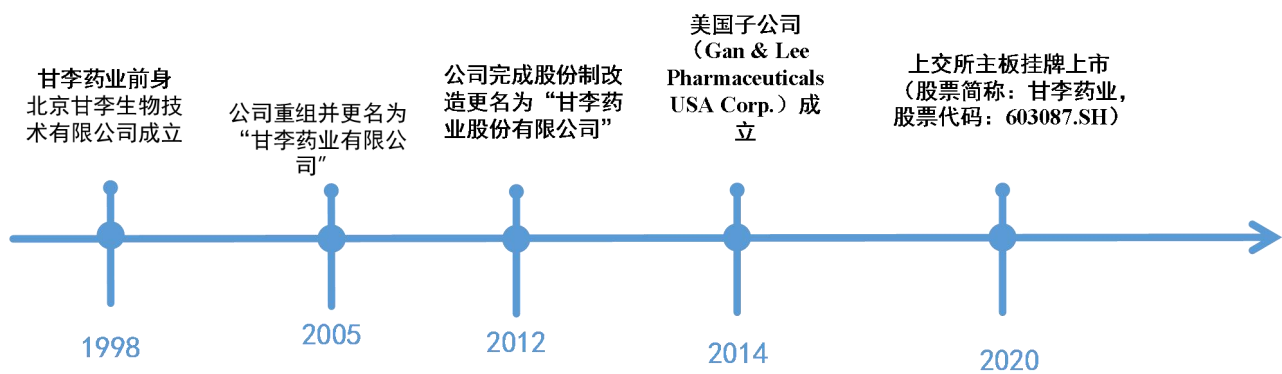 甘李药业前身
北京甘李生物技
术有限公司成立
公司重组并更名为
“甘李药业有限公
司”
公司完成股份制改
造更名为“甘李药
业股份有限公司”
美国子公司
（Gan & Lee
Pharmaceuticals
USA Corp.）成
立
上交所主板挂牌上市
（股票简称：甘李药业，
股票代码：603087.SH）
1998
2005
2012
2014
2020